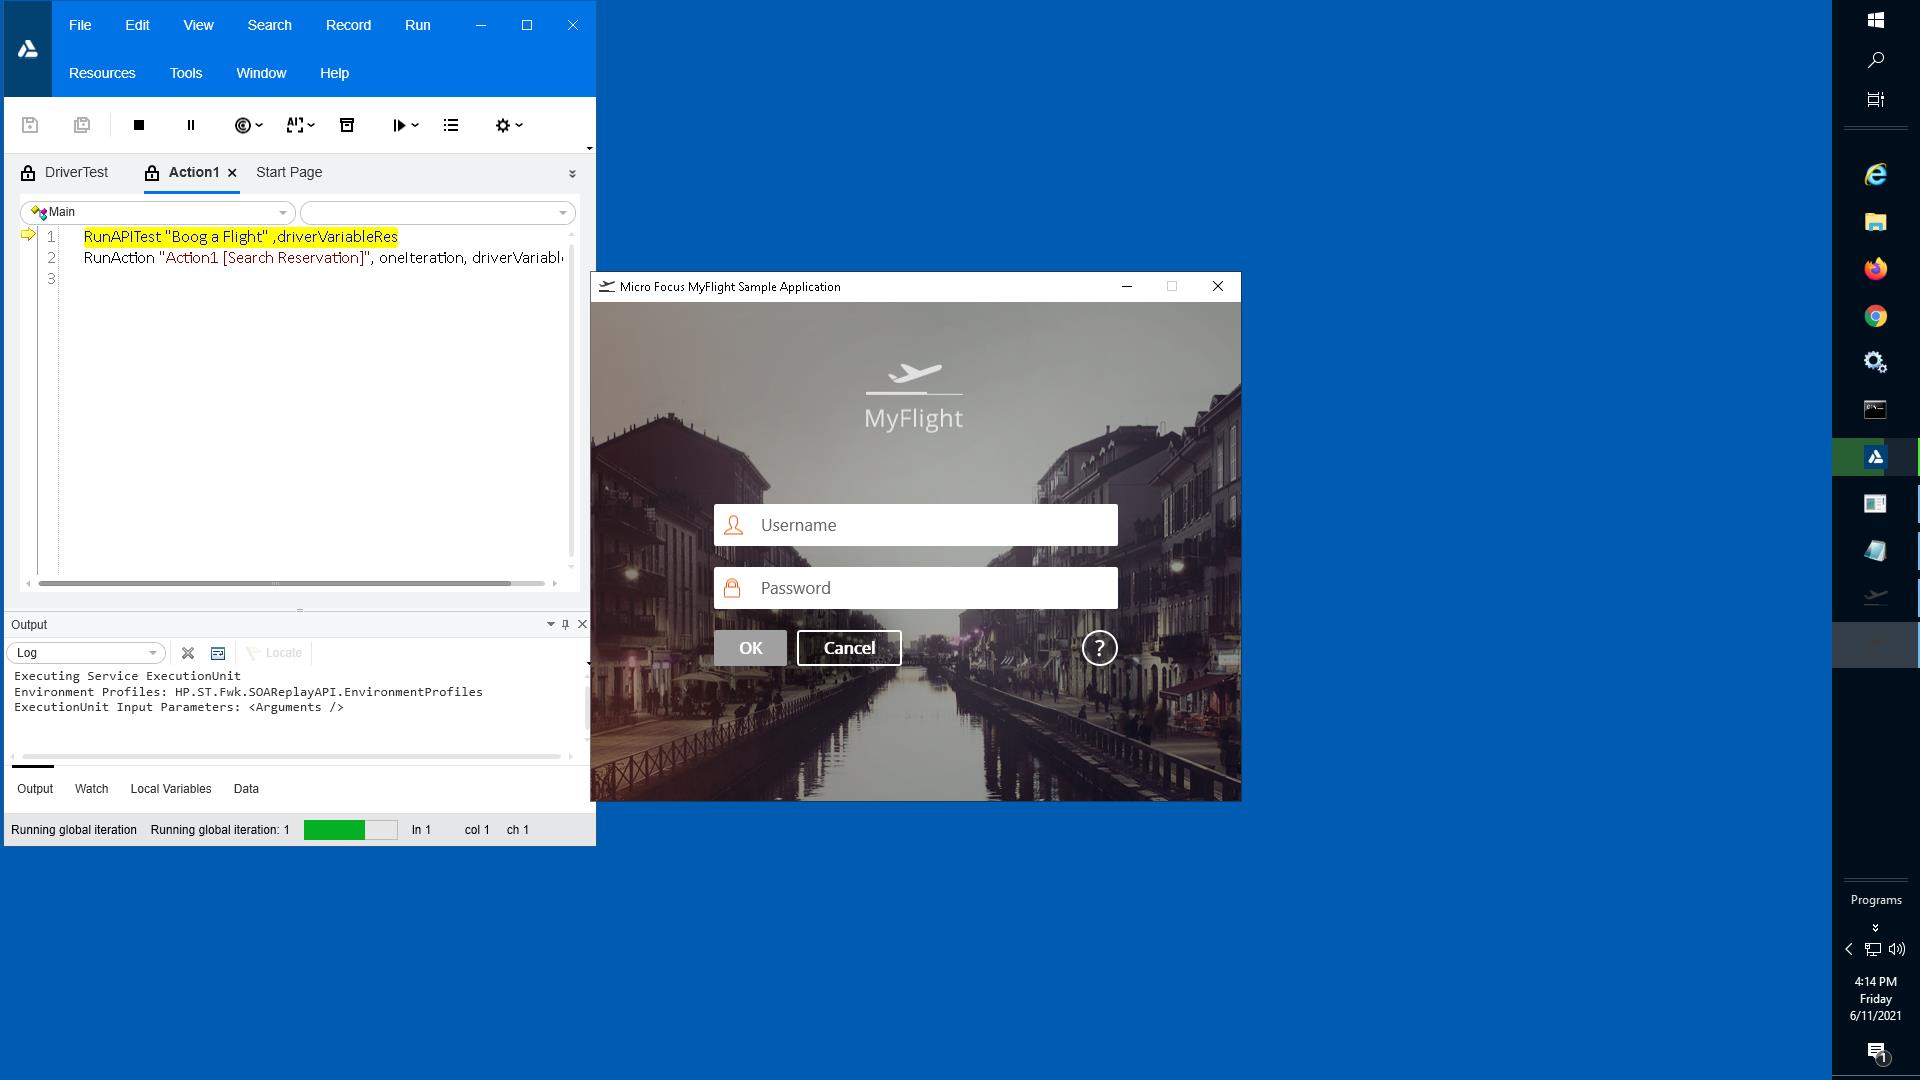 File Edit View Search Record Run
Resources Tools Window Help
DriverTest Action1 Start Page
Main
1 RunAPITest "Boog a Flight" ,driverVariableRes
2 RunAction "Action1 [Search Reservation]", oneIteration, driverVariabl
3
Output
Log Locate
Executing Service ExecutionUnit
Environment Profiles: HP.ST.Fwk.SOAReplayAPI.EnvironmentProfiles
ExecutionUnit Input Parameters: <Arguments />
Output Watch Local Variables Data
Running global iteration Running global iteration: 1 ln 1 col 1 ch 1
Micro Focus MyFlight Sample Application
MyFlight
Username
Password
OK Cancel ?
Programs
4:14 PM
Friday
6/11/2021
1